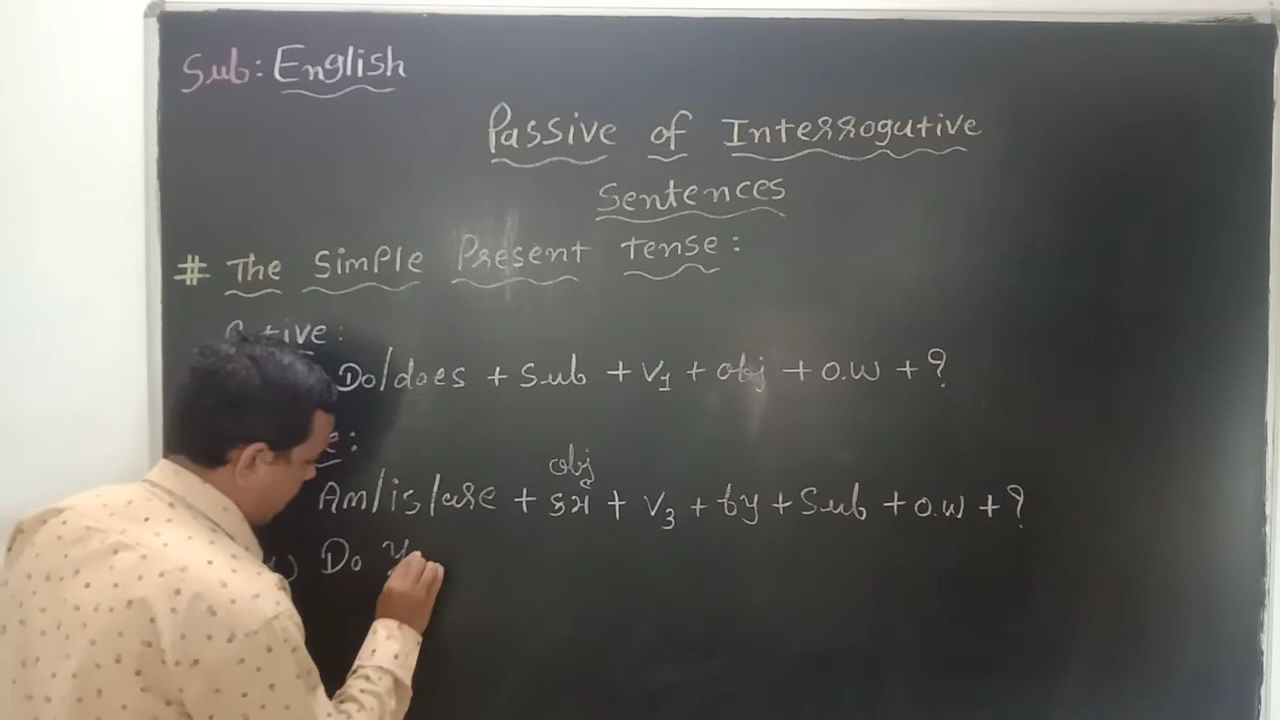 Sub: English
Passive of Interrogative
Sentences
# The Simple Present tense:
Do/does + Sub + V1 + obj + o.w + ?
obj
Am/is/are + કર્મ + V3 + by + Sub + o.w + ?
Do